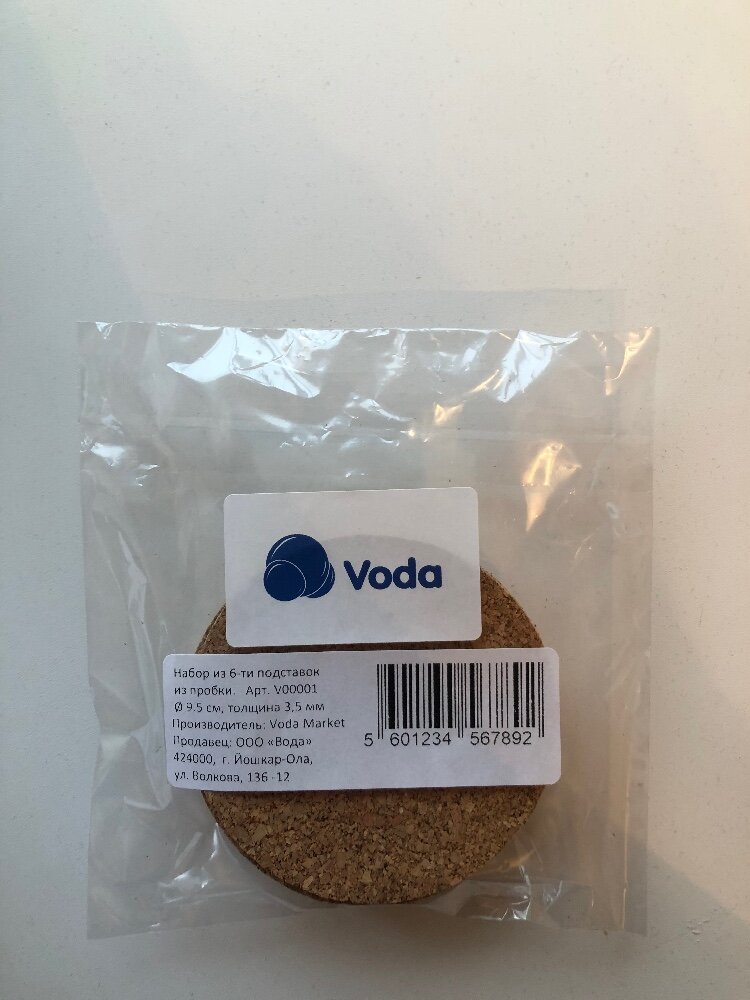 Voda
Набор из 6-ти подставок
из пробки. Арт. V00001
Ø 9.5 см, толщина 3,5 мм
Производитель: Voda Market
Продавец: ООО «Вода»
424000, г. Йошкар-Ола,
ул. Волкова, 136 -12
5 601234 567892